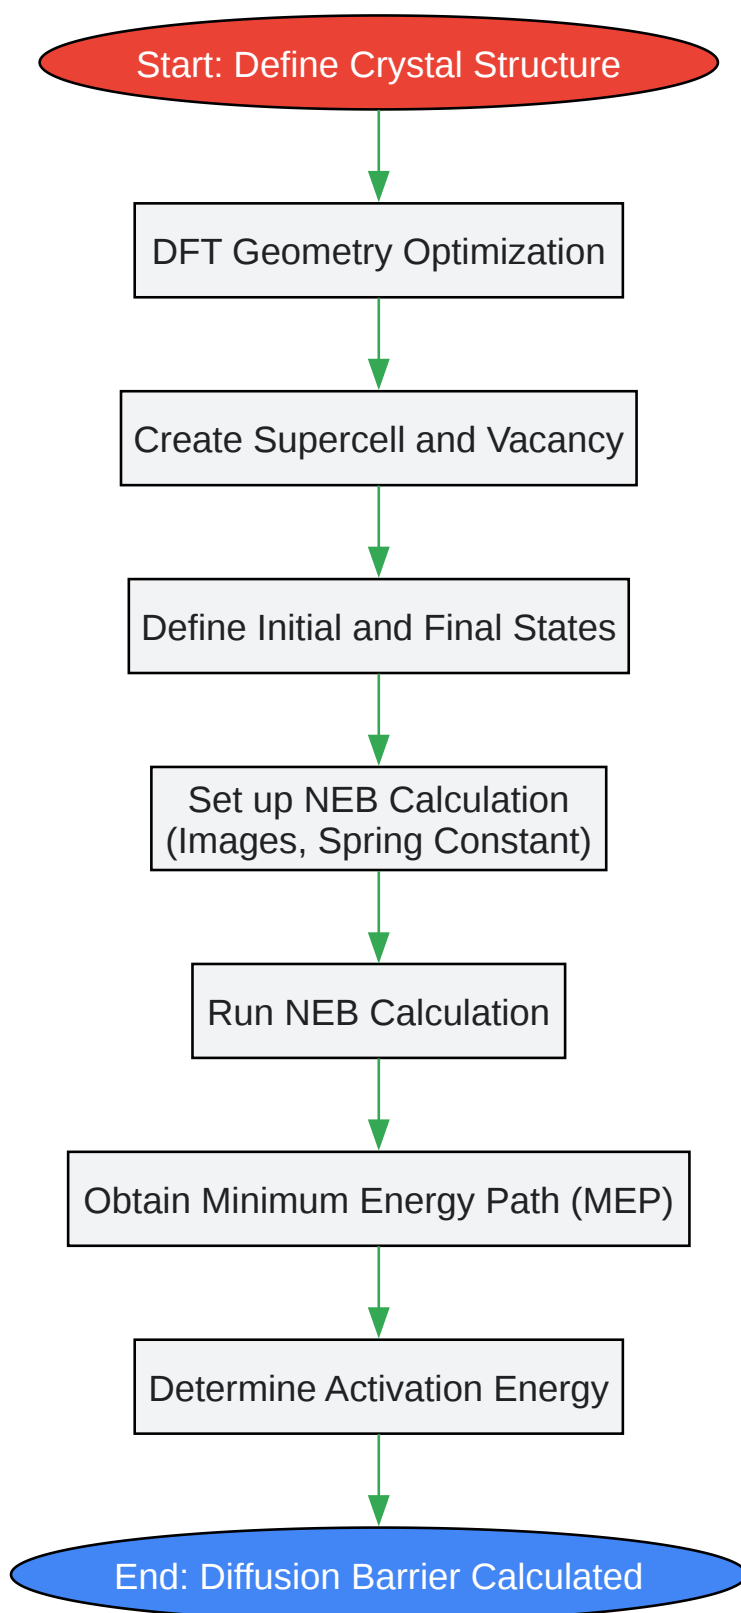 Start: Define Crystal Structure
DFT Geometry Optimization
Create Supercell and Vacancy
Define Initial and Final States
Set up NEB Calculation
(Images, Spring Constant)
Run NEB Calculation
Obtain Minimum Energy Path (MEP)
Determine Activation Energy
End: Diffusion Barrier Calculated